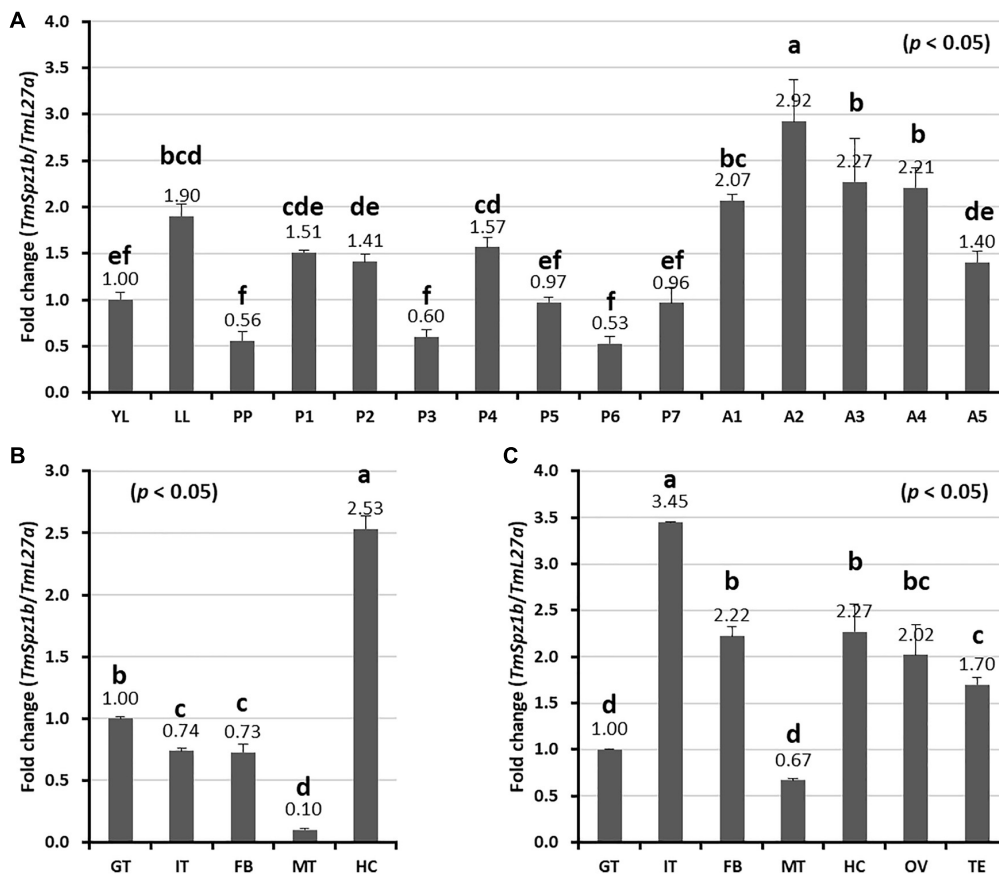 A
Fold change (TmSpz1b/TmL27a)
4.0
3.5
3.0
2.5
2.0
1.5
1.0
0.5
0.0
(p < 0.05)
ef bcd f cde de f cd ef f ef bc a b b de
1.00 1.90 0.56 1.51 1.41 0.60 1.57 0.97 0.53 0.96 2.07 2.92 2.27 2.21 1.40
YL LL PP P1 P2 P3 P4 P5 P6 P7 A1 A2 A3 A4 A5
B
Fold change (TmSpz1b/TmL27a)
3.0
2.5
2.0
1.5
1.0
0.5
0.0
(p < 0.05)
b c c d a
1.00 0.74 0.73 0.10 2.53
GT IT FB MT HC
C
Fold change (TmSpz1b/TmL27a)
4.0
3.5
3.0
2.5
2.0
1.5
1.0
0.5
0.0
(p < 0.05)
d a b d b bc c
1.00 3.45 2.22 0.67 2.27 2.02 1.70
GT IT FB MT HC OV TE